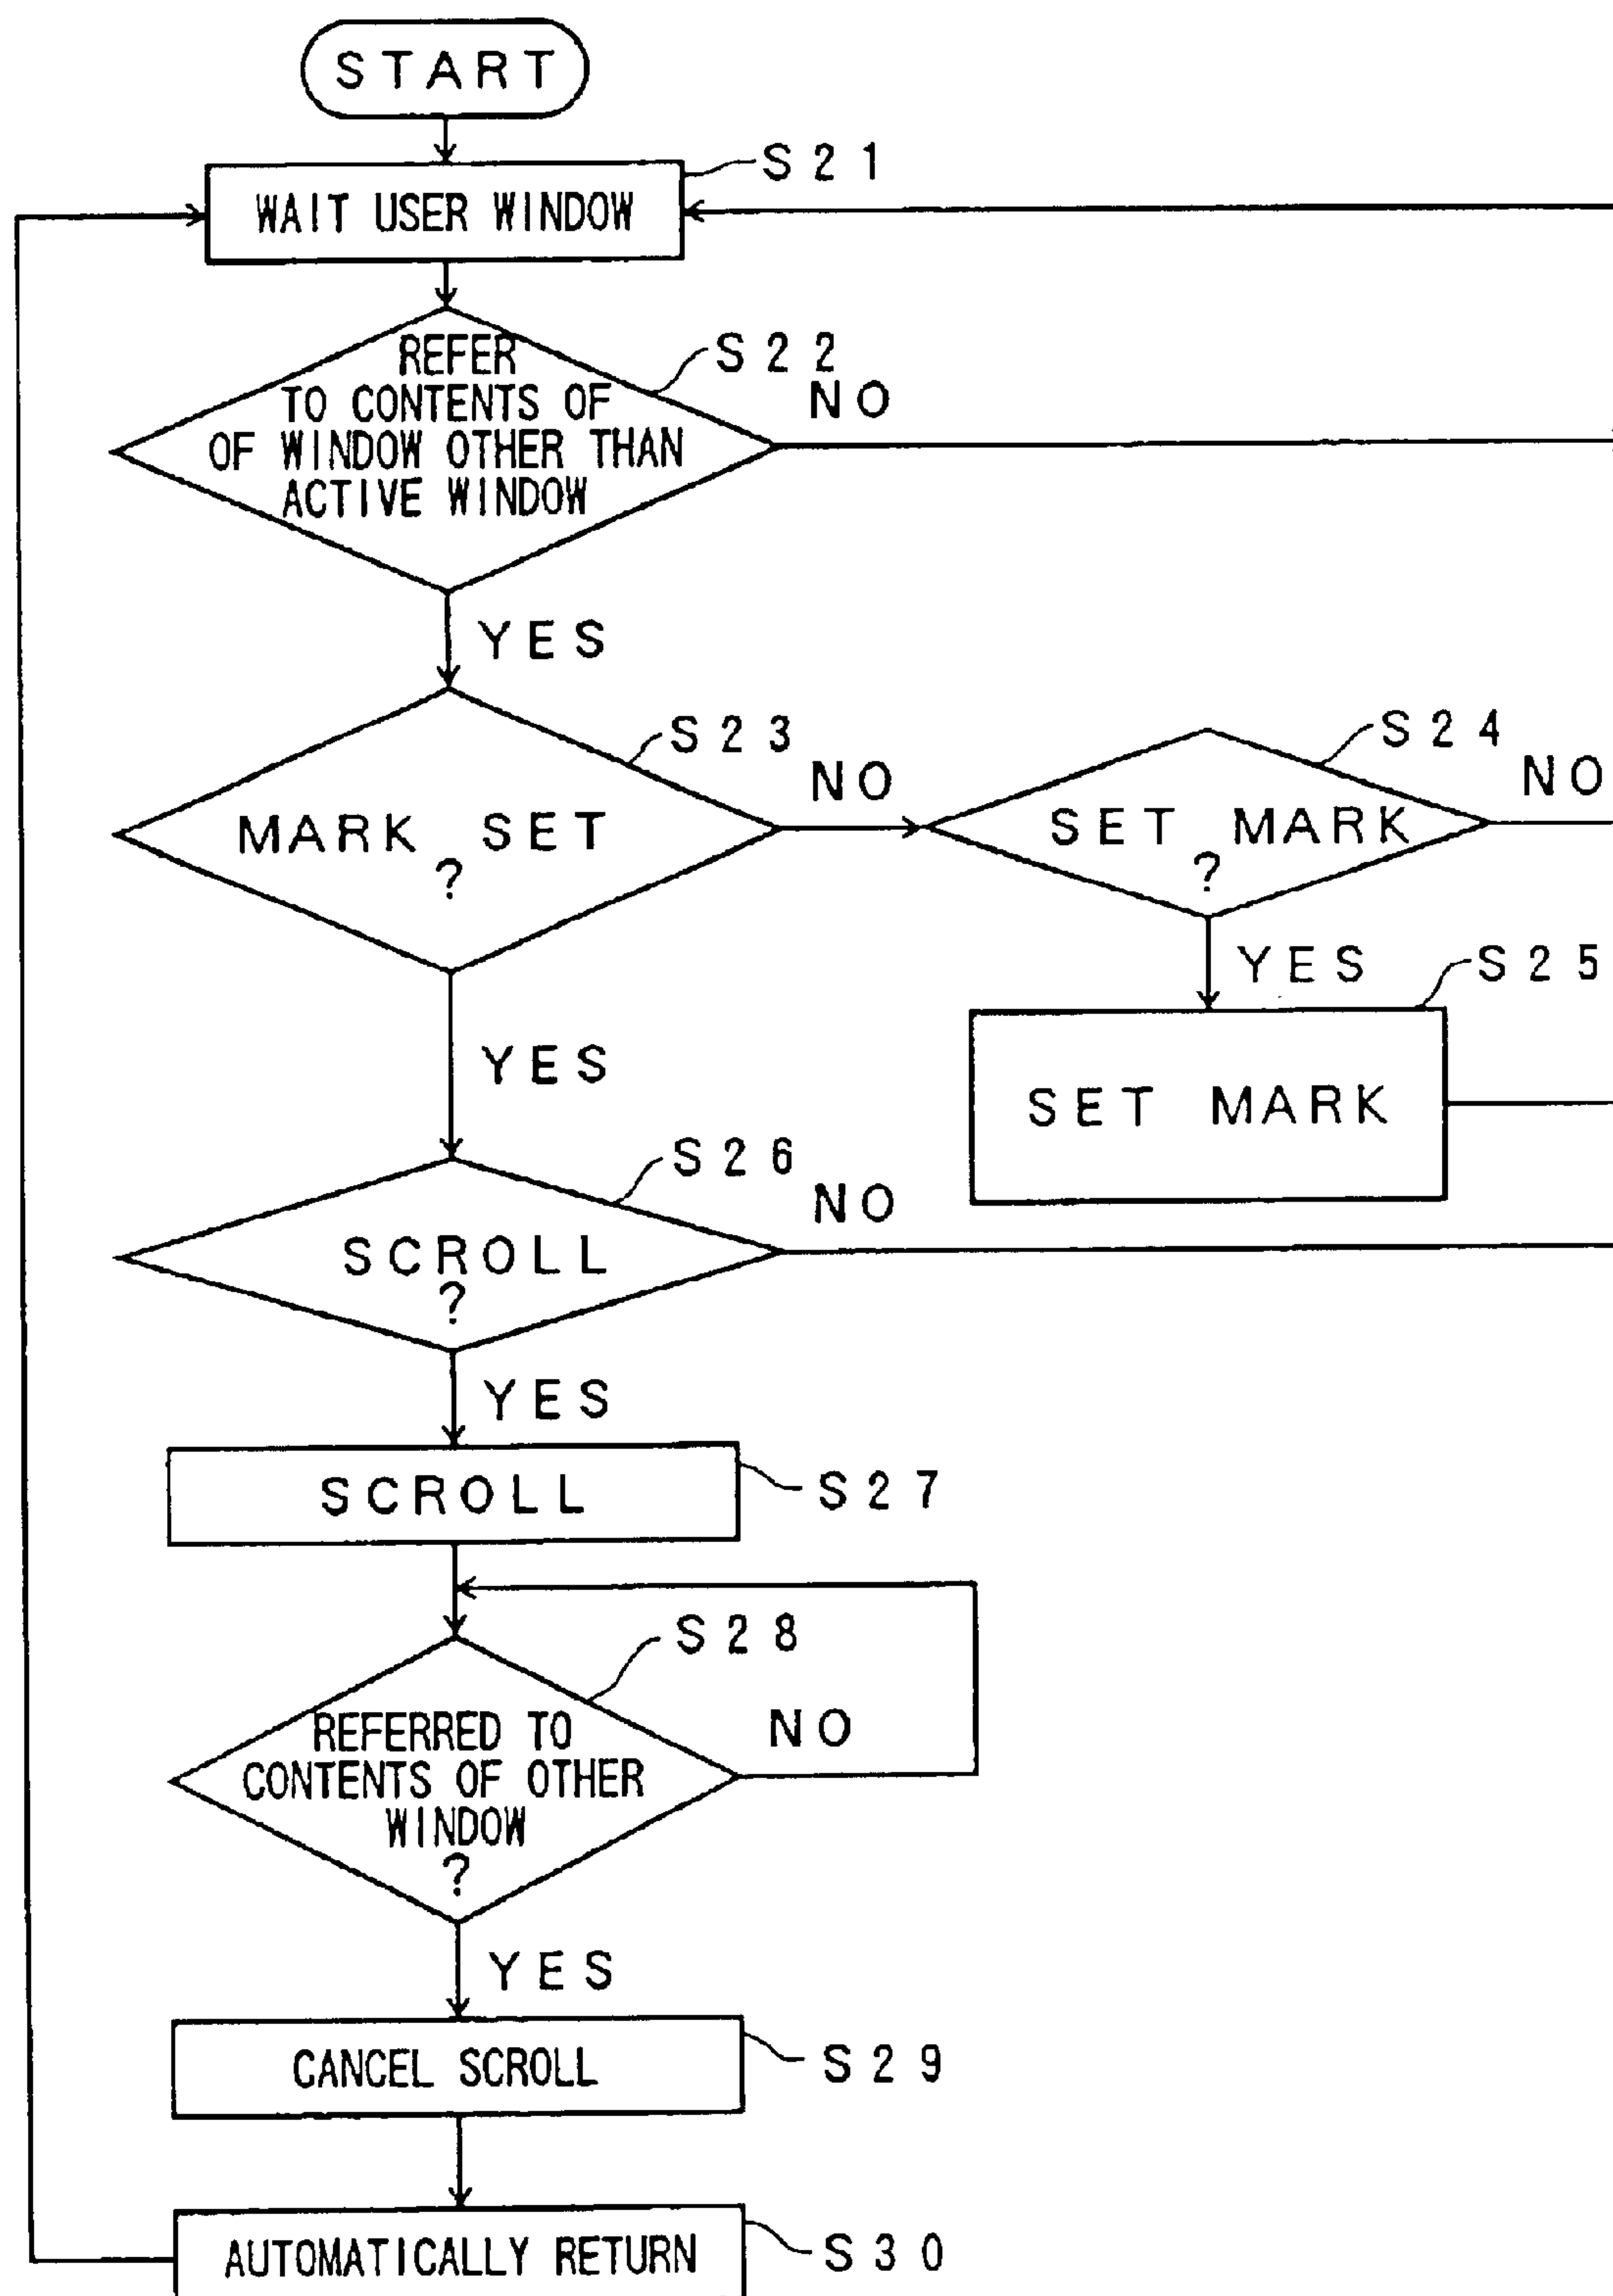 START
S21
WAIT USER WINDOW
S22
REFER
TO CONTENTS OF
OF WINDOW OTHER THAN
ACTIVE WINDOW
NO
YES
S23
MARK SET
?
NO
S24
SET MARK
?
NO
YES
S25
SET MARK
YES
S26
SCROLL
?
NO
YES
SCROLL
S27
S28
REFERRED TO
CONTENTS OF OTHER
WINDOW
?
NO
YES
CANCEL SCROLL
S29
AUTOMATICALLY RETURN
S30